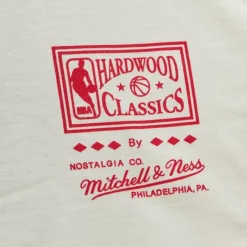 HARDWOOD
NBA
CLASSICS
By
NOSTALGIA CO.
Mitchell & Ness
PHILADELPHIA, PA.